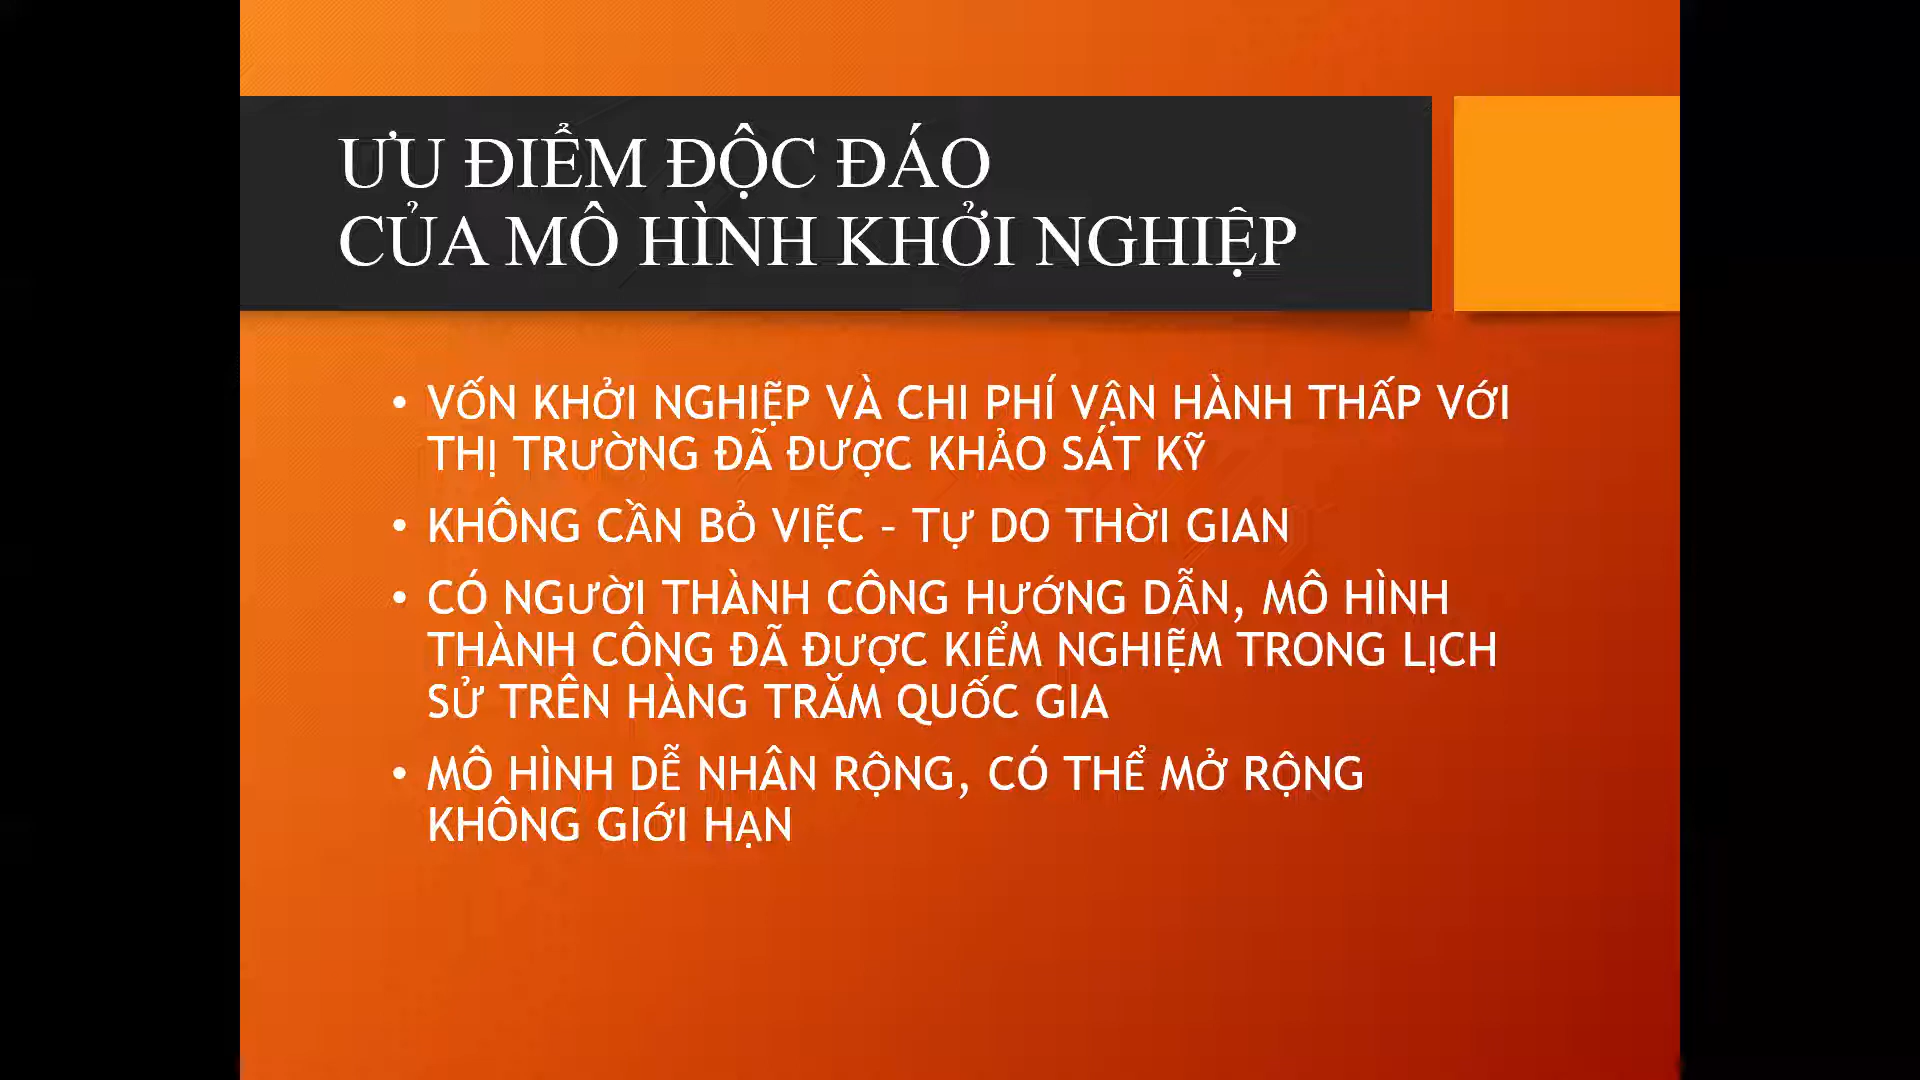 ƯU ĐIỂM ĐỘC ĐÁO
CỦA MÔ HÌNH KHỞI NGHIỆP
• VỐN KHỞI NGHIỆP VÀ CHI PHÍ VẬN HÀNH THẤP VỚI
THỊ TRƯỜNG ĐÃ ĐƯỢC KHẢO SÁT KỸ
• KHÔNG CẦN BỎ VIỆC – TỰ DO THỜI GIAN
• CÓ NGƯỜI THÀNH CÔNG HƯỚNG DẪN, MÔ HÌNH
THÀNH CÔNG ĐÃ ĐƯỢC KIỂM NGHIỆM TRONG LỊCH
SỬ TRÊN HÀNG TRĂM QUỐC GIA
• MÔ HÌNH DỄ NHÂN RỘNG, CÓ THỂ MỞ RỘNG
KHÔNG GIỚI HẠN